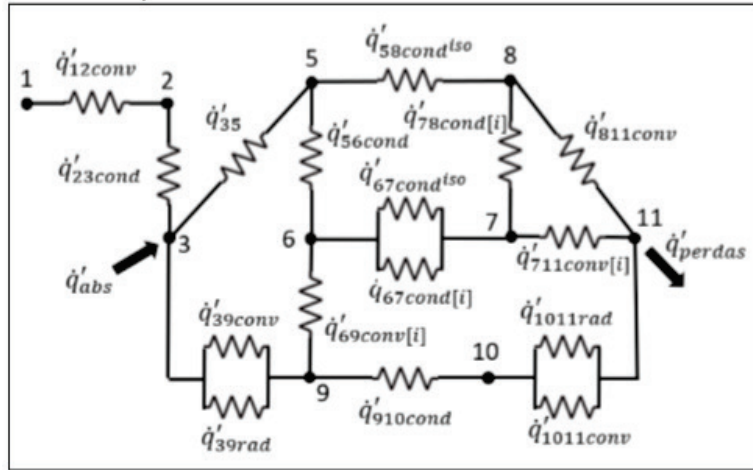 5
q̇′58cond^iso
8
1
q̇′12conv
2
q̇′35
q̇′56cond
q̇′78cond[i]
q̇′811conv
q̇′23cond
q̇′67cond^iso
3
6
7
11
q̇′abs
q̇67cond[i]
q̇′711conv[i]
q̇′perdas
q̇′39conv
q̇′69conv[i]
10
q̇′1011rad
9
q̇′39rad
q̇′910cond
q̇′1011conv